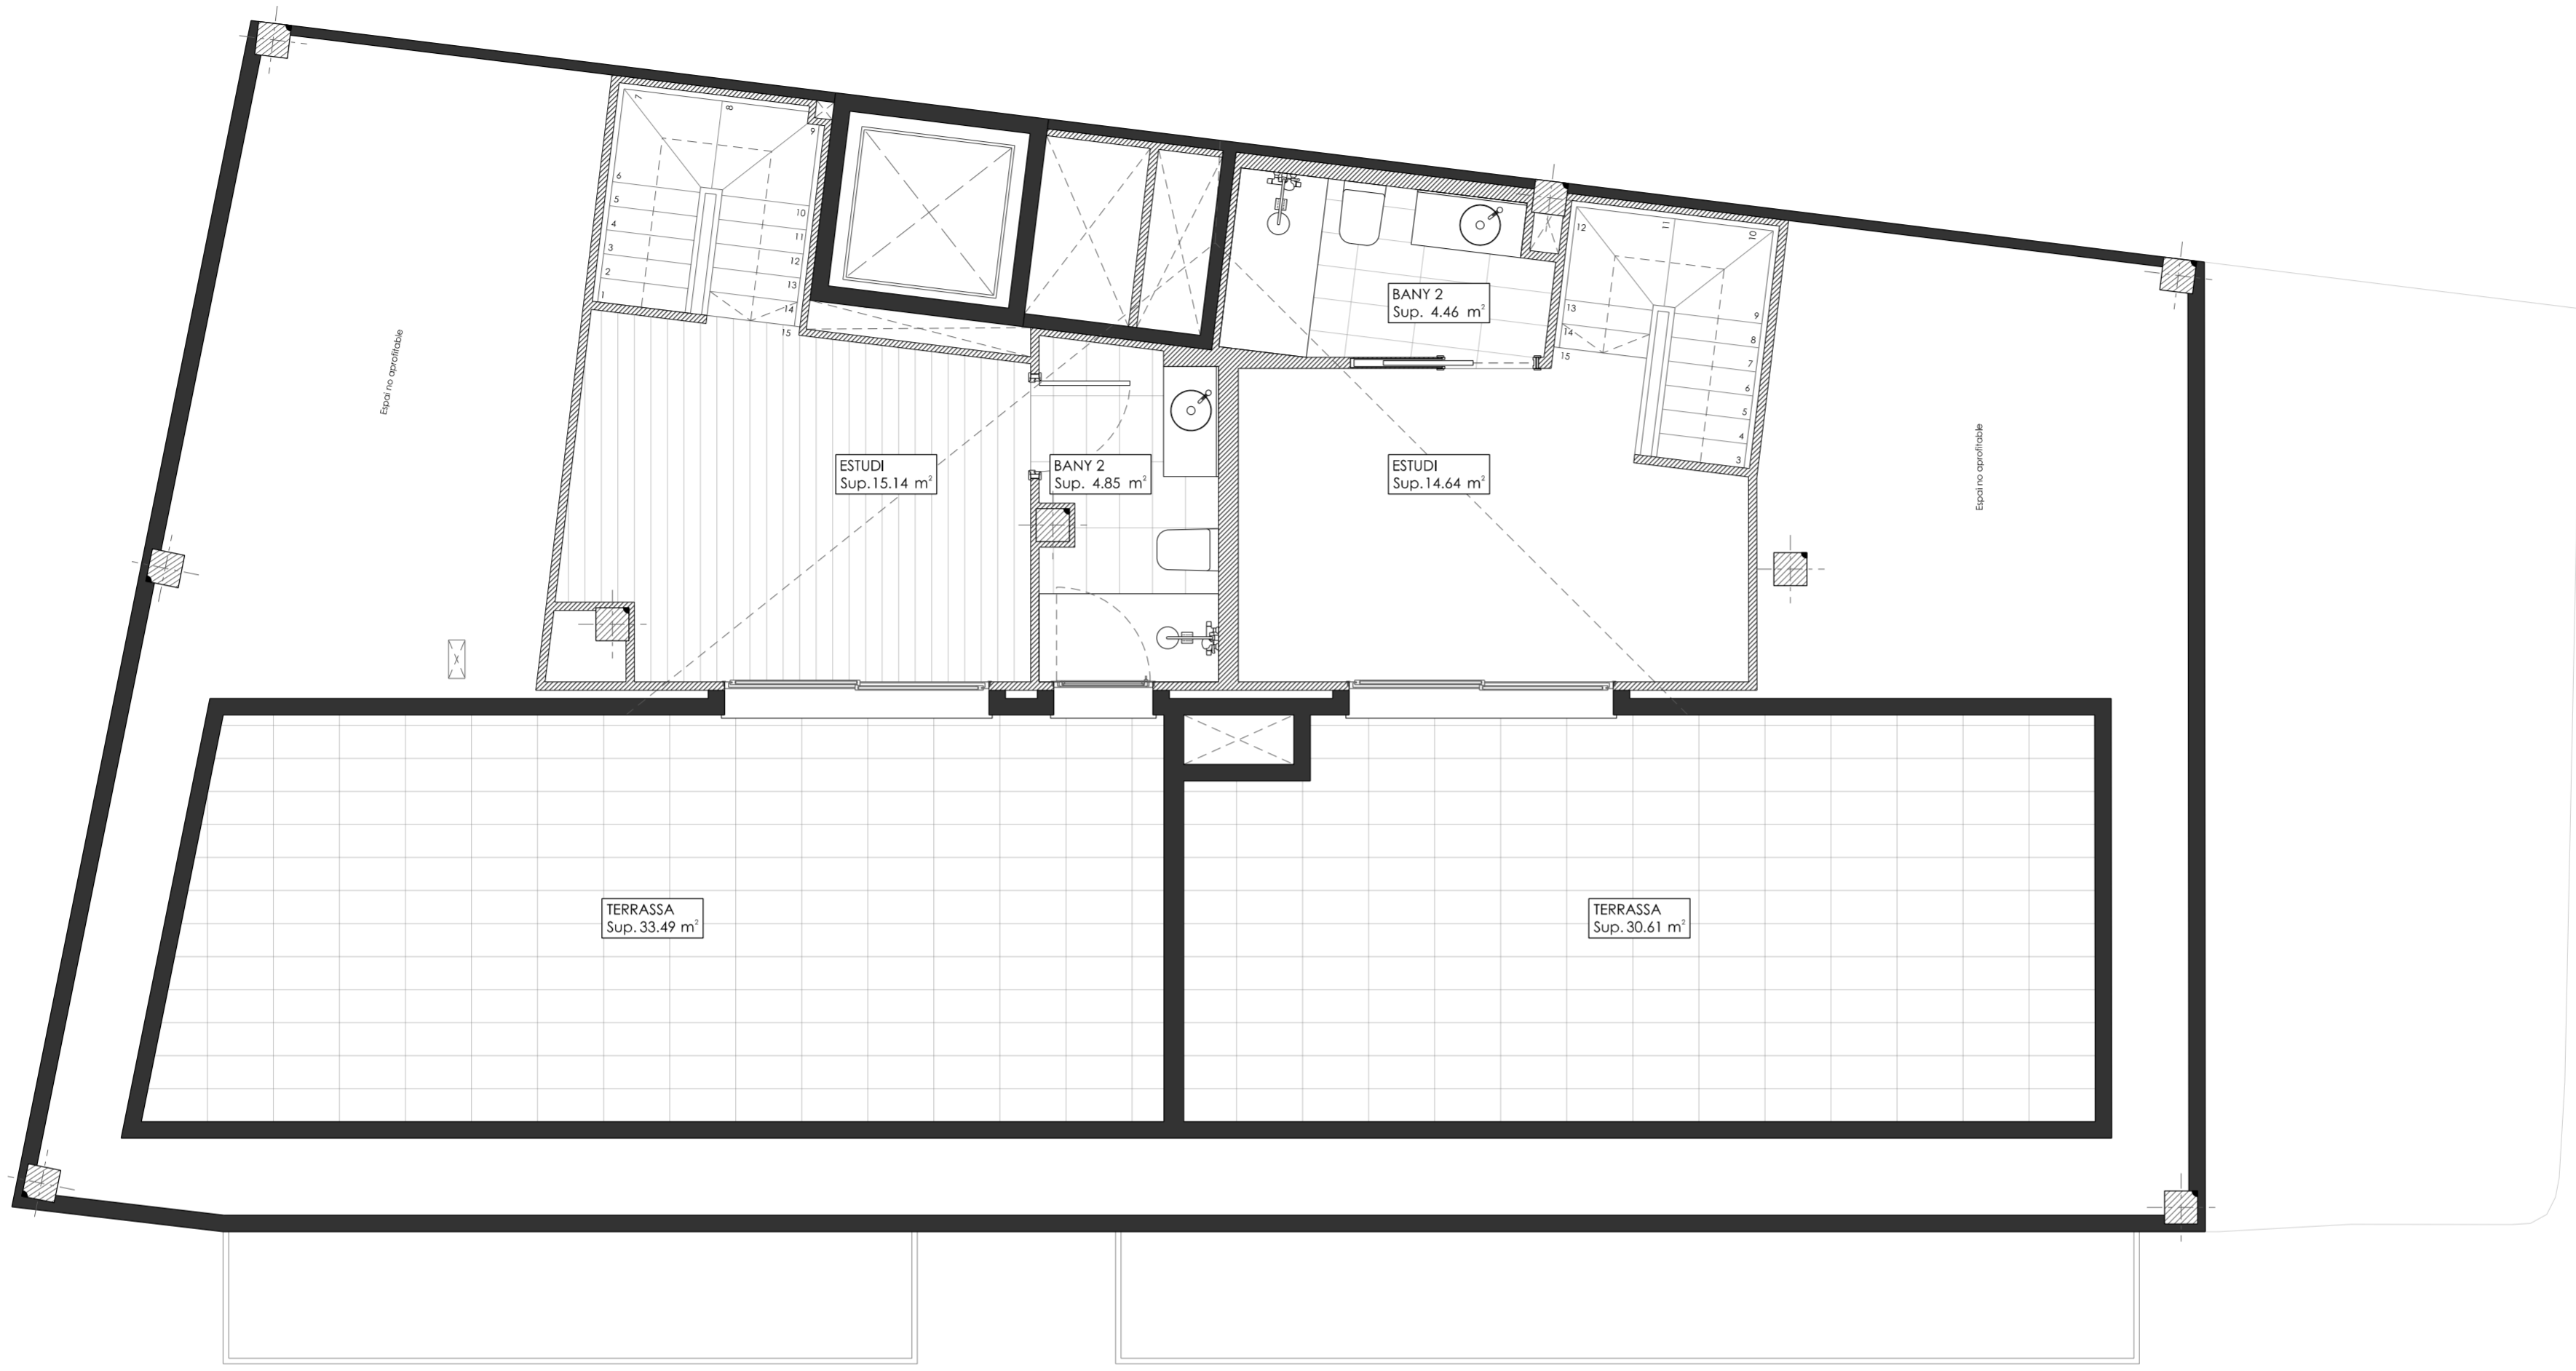 7
8
9
6
5
4
3
2
1
10
11
12
13
14
15
12
11
10
13
14
15
9
8
7
6
5
4
3
BANY 2
Sup. 4.46 m²
Espai no aprofitable
ESTUDI
Sup.15.14 m²
BANY 2
Sup. 4.85 m²
ESTUDI
Sup.14.64 m²
Espai no aprofitable
TERRASSA
Sup.33.49 m²
TERRASSA
Sup.30.61 m²